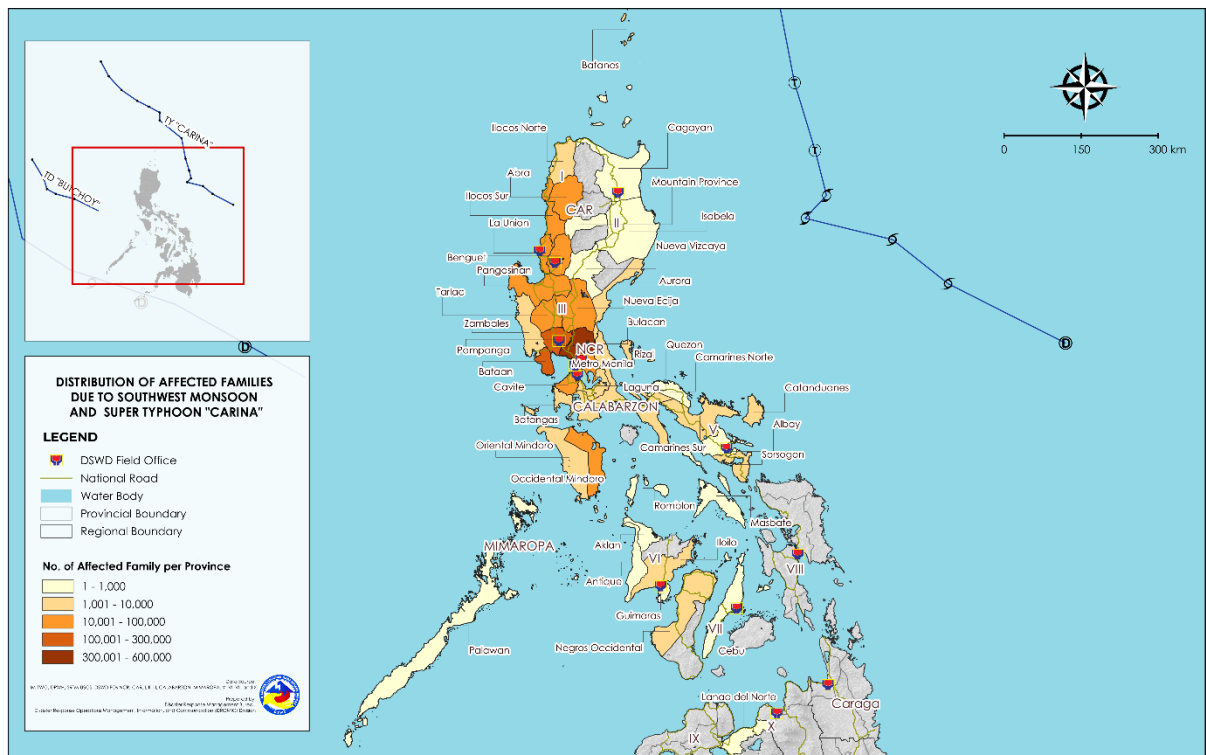 TY "CARINA"
TD "BUTCHOY"
0 150 300 km
Batanes
Ilocos Norte
Cagayan
I
Abra
Mountain Province
Ilocos Sur
CAR
Isabela
La Union
II
Nueva Vizcaya
Benguet
Pangasinan
Aurora
Tarlac
Nueva Ecija
III
Zambales
Bulacan
Pampanga
NCR
Rizal
Quezon
Metro Manila
Camarines Norte
Bataan
Cavite
Laguna
Catanduanes
CALABARZON
Batangas
Albay
V
Oriental Mindoro
Camarines Sur
Sorsogon
Occidental Mindoro
Romblon
Masbate
MIMAROPA
Aklan
Iloilo
VI
VIII
Antique
Guimaras
VII
Negros Occidental
Cebu
Palawan
Lanao del Norte
Caraga
X
IX
T
T
D
D
DISTRIBUTION OF AFFECTED FAMILIES
DUE TO SOUTHWEST MONSOON
AND SUPER TYPHOON "CARINA"
LEGEND
DSWD Field Office
National Road
Water Body
Provincial Boundary
Regional Boundary
No. of Affected Family per Province
1 - 1,000
1,001 - 10,000
10,001 - 100,000
100,001 - 300,000
300,001 - 600,000
Prepared by: